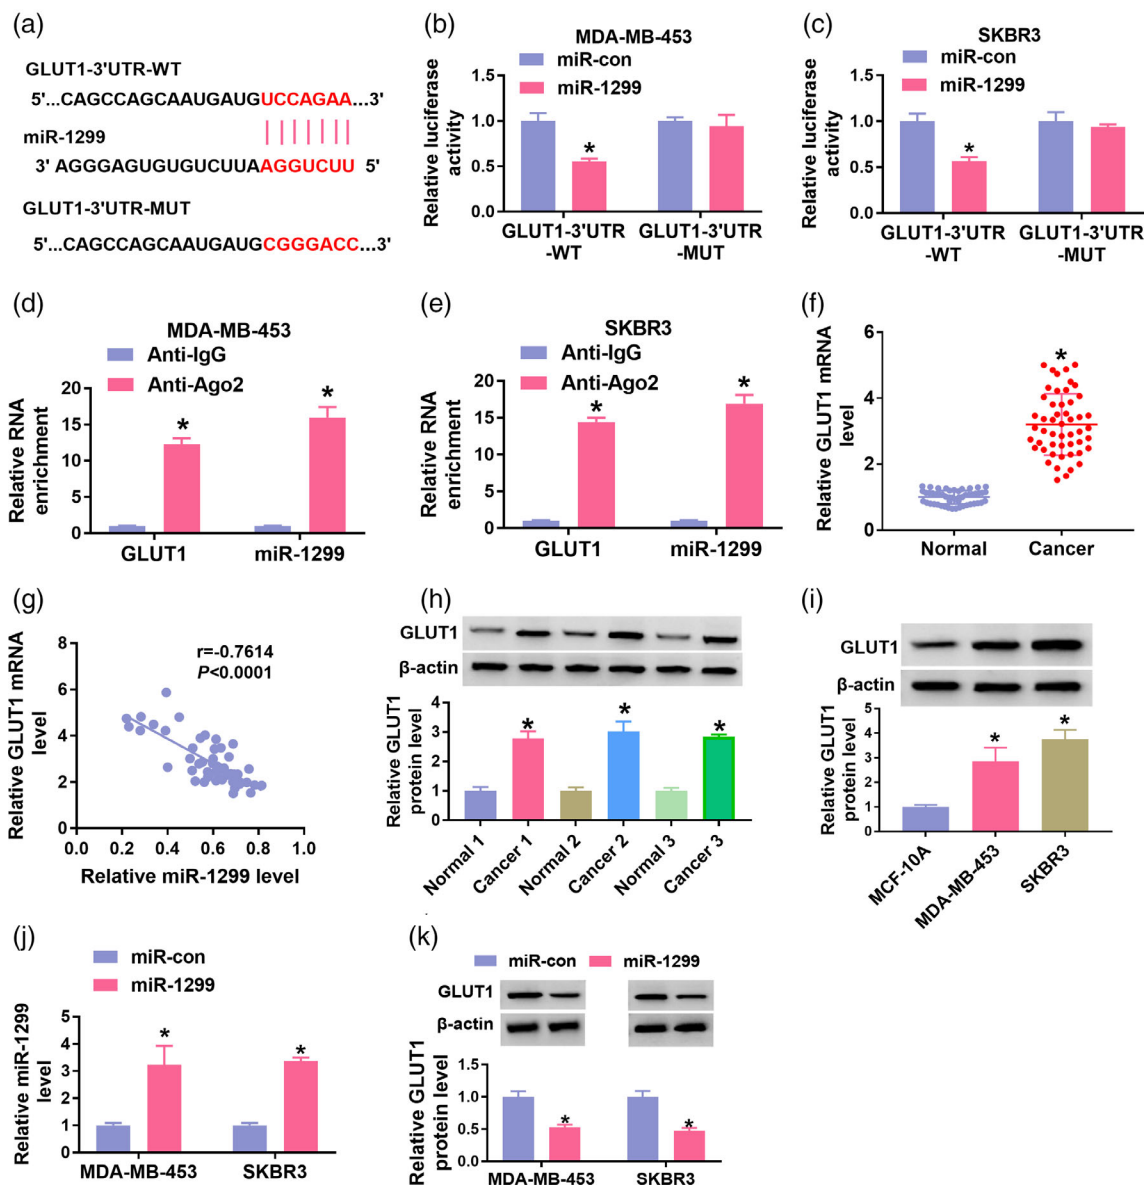 (a)
GLUT1-3'UTR-WT
5'...CAGCCAGCAAUGAUGUCCAGAA...3'
miR-1299
3' AGGGAGUGUGUCUUAAGGUCUU 5'
GLUT1-3'UTR-MUT
5'...CAGCCAGCAAUGAUGCGGGACC...3'
(b)
MDA-MB-453
miR-con
miR-1299
Relative luciferase
activity
1.5
1.0
0.5
0.0
*
GLUT1-3'UTR
-WT
GLUT1-3'UTR
-MUT
(c)
SKBR3
miR-con
miR-1299
Relative luciferase
activity
1.5
1.0
0.5
0.0
*
GLUT1-3'UTR
-WT
GLUT1-3'UTR
-MUT
(d)
MDA-MB-453
Anti-IgG
Anti-Ago2
Relative RNA
enrichment
20
15
10
5
0
* *
GLUT1 miR-1299
(e)
SKBR3
Anti-IgG
Anti-Ago2
Relative RNA
enrichment
20
15
10
5
0
* *
GLUT1 miR-1299
(f)
Relative GLUT1 mRNA
level
6
4
2
0
*
Normal Cancer
(g)
Relative GLUT1 mRNA
level
8
6
4
2
0
r=-0.7614
P<0.0001
0.0 0.2 0.4 0.6 0.8 1.0
Relative miR-1299 level
(h)
GLUT1
β-actin
Relative GLUT1
protein level
4
3
2
1
0
* * *
Normal 1 Cancer 1 Normal 2 Cancer 2 Normal 3 Cancer 3
(i)
GLUT1
β-actin
Relative GLUT1
protein level
5
4
3
2
1
0
* *
MCF-10A MDA-MB-453 SKBR3
(j)
miR-con
miR-1299
Relative miR-1299
level
5
4
3
2
1
0
* *
MDA-MB-453 SKBR3
(k)
miR-con miR-1299
GLUT1
β-actin
Relative GLUT1
protein level
1.5
1.0
0.5
0.0
* *
MDA-MB-453 SKBR3